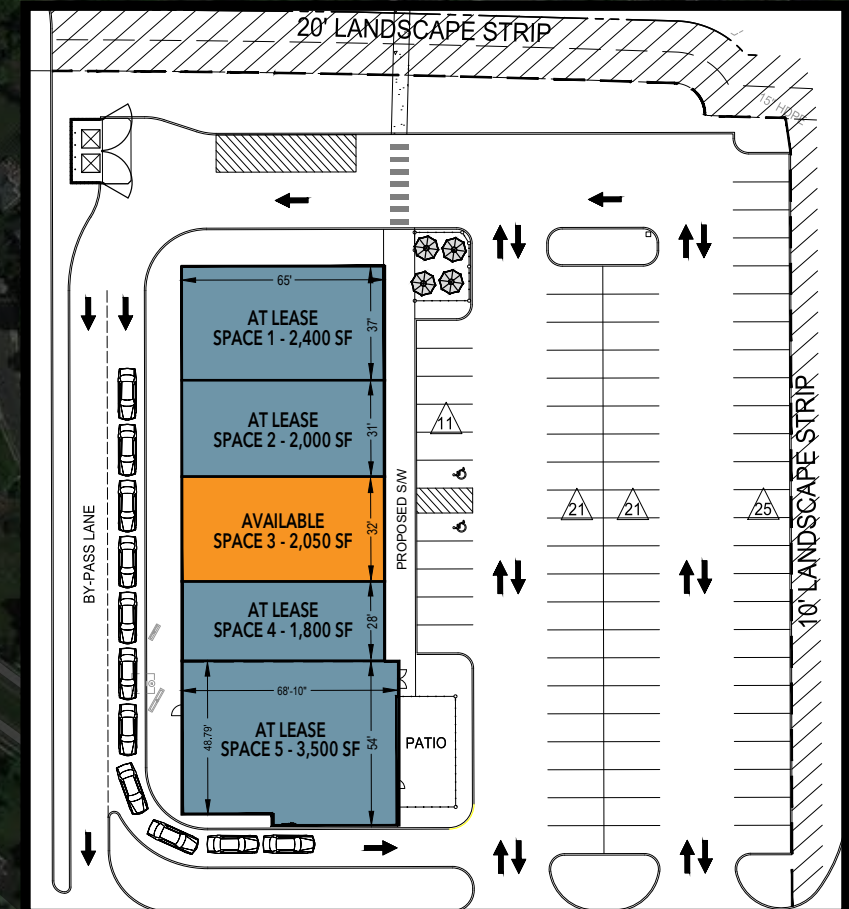 20' LANDSCAPE STRIP
15' HDPE
65'
AT LEASE
SPACE 1 - 2,400 SF
37'
AT LEASE
SPACE 2 - 2,000 SF
31'
11
AVAILABLE
SPACE 3 - 2,050 SF
32'
PROPOSED S/W
21
21
25
10' LANDSCAPE STRIP
BY-PASS LANE
AT LEASE
SPACE 4 - 1,800 SF
28'
68'-10"
48.79'
AT LEASE
SPACE 5 - 3,500 SF
54'
PATIO